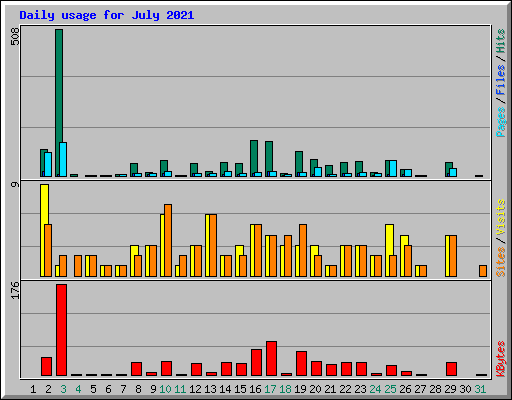 Daily usage for July 2021
508
9
176
Pages / Files / Hits
Sites / Visits
KBytes
1 2 3 4 5 6 7 8 9 10 11 12 13 14 15 16 17 18 19 20 21 22 23 24 25 26 27 28 29 30 31